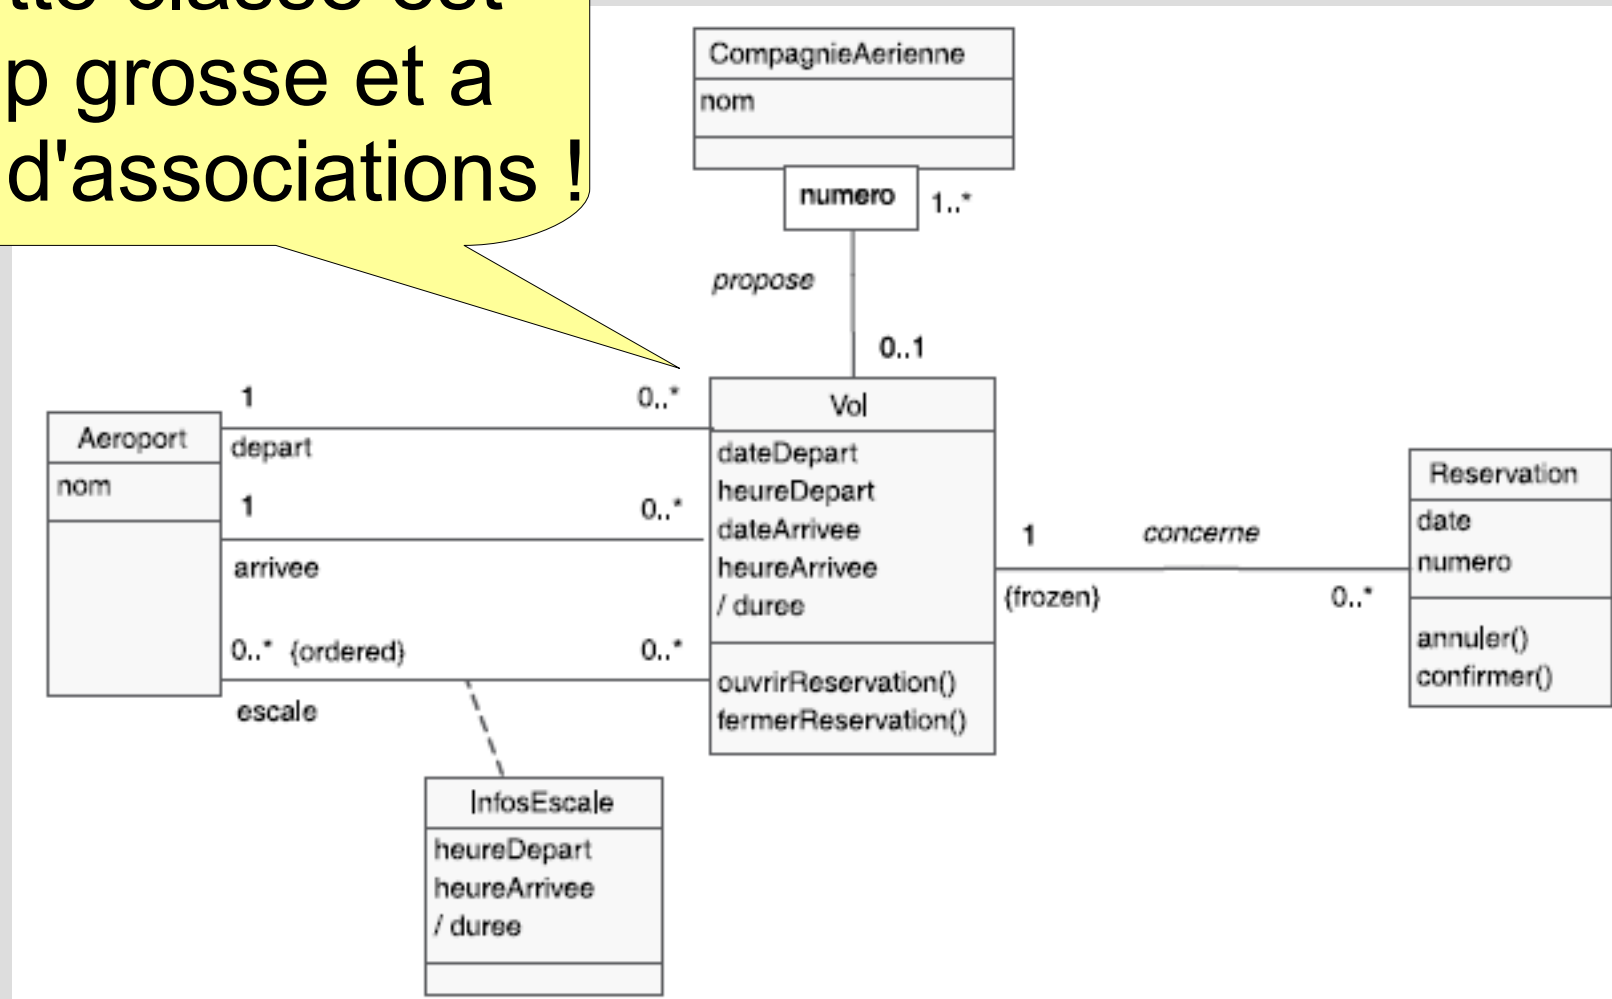 tte classe est
p grosse et a
d'associations !
CompagnieAerienne
nom
numero
1..*
propose
0..1
1
0..*
depart
Aeroport
nom
1
0..*
arrivee
0..* {ordered}
0..*
escale
Vol
dateDepart
heureDepart
dateArrivee
heureArrivee
/ duree
ouvrirReservation()
fermerReservation()
1
concerne
{frozen}
0..*
Reservation
date
numero
annuler()
confirmer()
InfosEscale
heureDepart
heureArrivee
/ duree